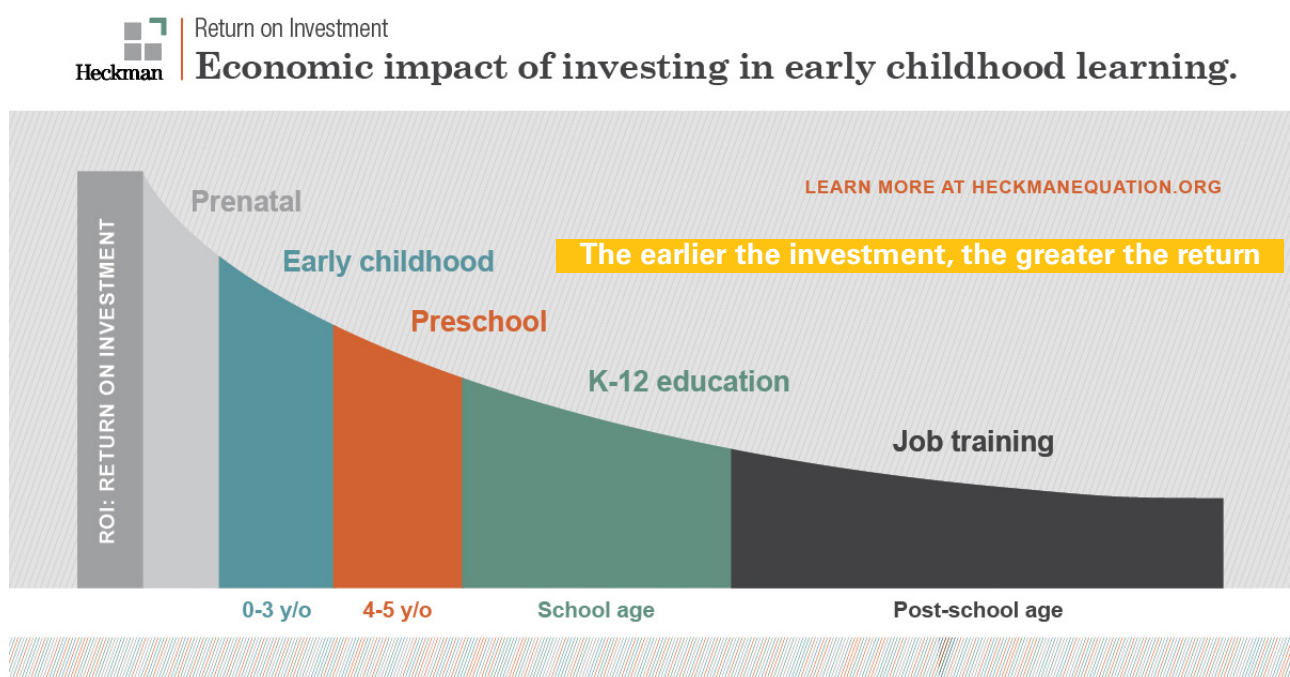 Heckman
Return on Investment
Economic impact of investing in early childhood learning.
LEARN MORE AT HECKMANEQUATION.ORG
Prenatal
The earlier the investment, the greater the return
Early childhood
Preschool
K-12 education
Job training
ROI: RETURN ON INVESTMENT
0-3 y/o
4-5 y/o
School age
Post-school age